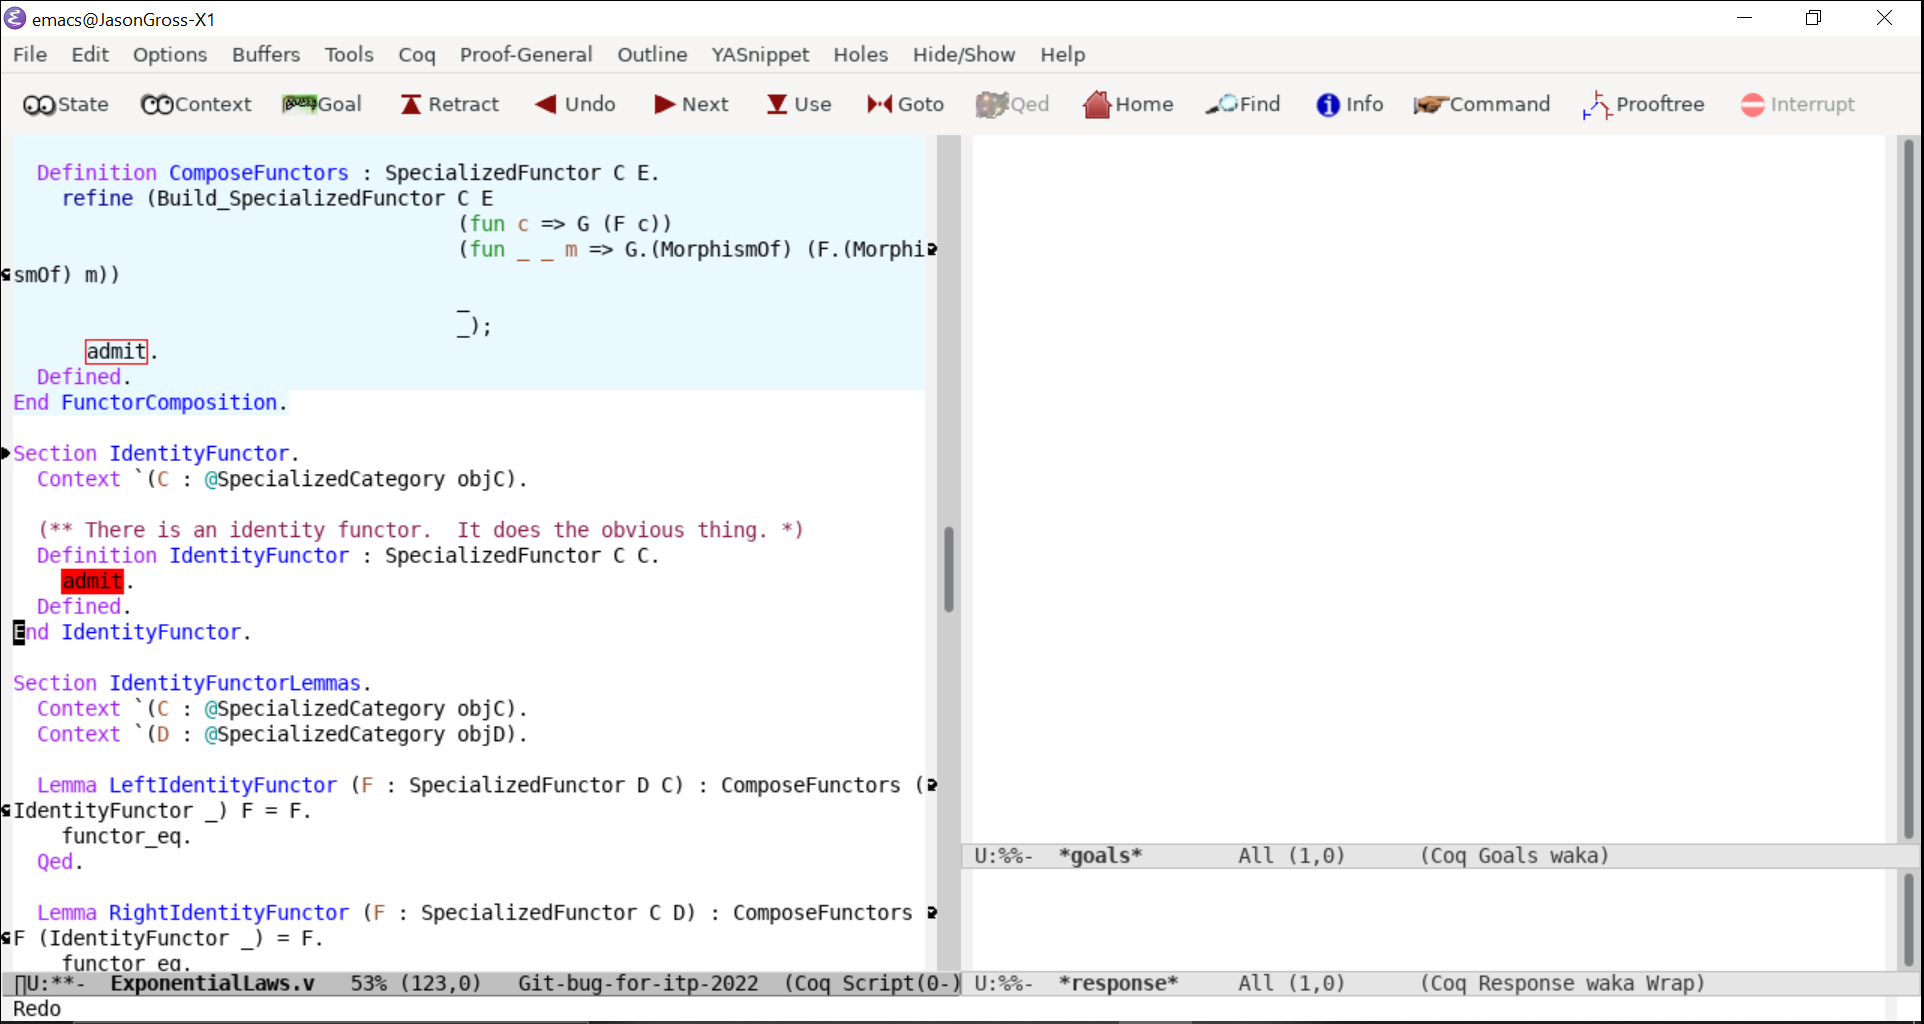 emacs@JasonGross-X1
File Edit Options Buffers Tools Coq Proof-General Outline YASnippet Holes Hide/Show Help
State Context Goal Retract Undo Next Use Goto Qed Home Find Info Command Prooftree Interrupt
Definition ComposeFunctors : SpecializedFunctor C E.
refine (Build_SpecializedFunctor C E
(fun c => G (F c))
(fun _ _ m => G.(MorphismOf) (F.(Morphi
smOf) m))
_
_);
admit.
Defined.
End FunctorComposition.
Section IdentityFunctor.
Context `(C : @SpecializedCategory objC).
(** There is an identity functor.  It does the obvious thing. *)
Definition IdentityFunctor : SpecializedFunctor C C.
admit.
Defined.
End IdentityFunctor.
Section IdentityFunctorLemmas.
Context `(C : @SpecializedCategory objC).
Context `(D : @SpecializedCategory objD).
Lemma LeftIdentityFunctor (F : SpecializedFunctor D C) : ComposeFunctors (
IdentityFunctor _) F = F.
functor_eq.
Qed.
Lemma RightIdentityFunctor (F : SpecializedFunctor C D) : ComposeFunctors
F (IdentityFunctor _) = F.
functor_eq.
U:**-  ExponentialLaws.v   53% (123,0)   Git-bug-for-itp-2022  (Coq Script(0-)
U:%%-  *goals*        All (1,0)      (Coq Goals waka)
U:%%-  *response*     All (1,0)      (Coq Response waka Wrap)
Redo